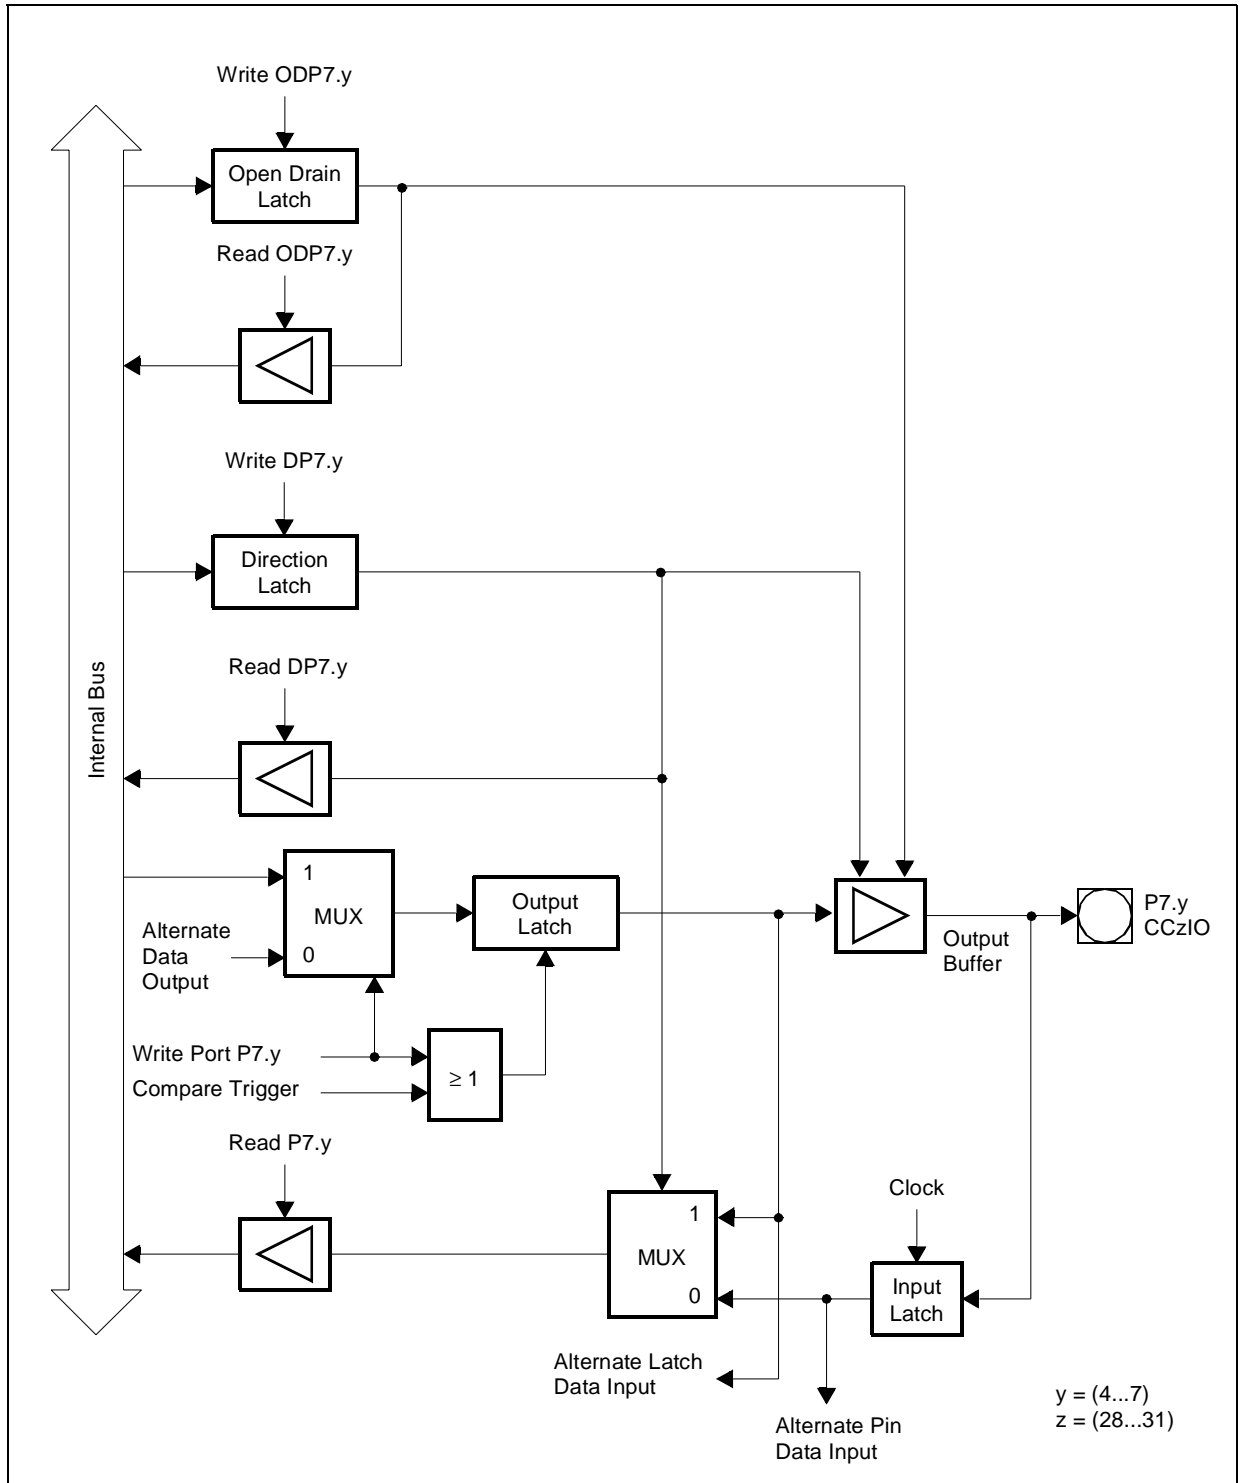 Write ODP7.y
Open Drain
Latch
Read ODP7.y
Write DP7.y
Direction
Latch
Read DP7.y
Internal Bus
1
MUX
0
Alternate
Data
Output
Output
Latch
Output
Buffer
P7.y
CCzIO
Write Port P7.y
Compare Trigger
≥ 1
Read P7.y
1
MUX
0
Clock
Input
Latch
Alternate Latch
Data Input
Alternate Pin
Data Input
y = (4...7)
z = (28...31)